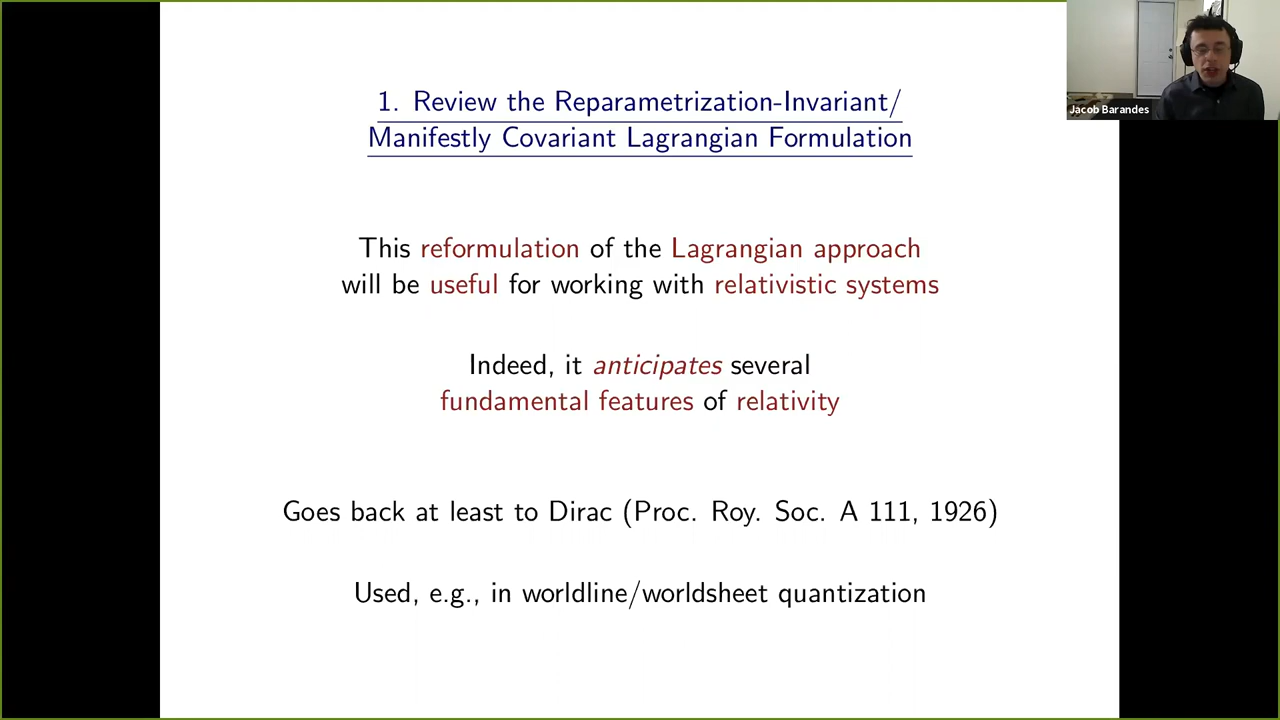 1. Review the Reparametrization-Invariant/
Manifestly Covariant Lagrangian Formulation
This reformulation of the Lagrangian approach
will be useful for working with relativistic systems
Indeed, it anticipates several
fundamental features of relativity
Goes back at least to Dirac (Proc. Roy. Soc. A 111, 1926)
Used, e.g., in worldline/worldsheet quantization
Jacob Barandes